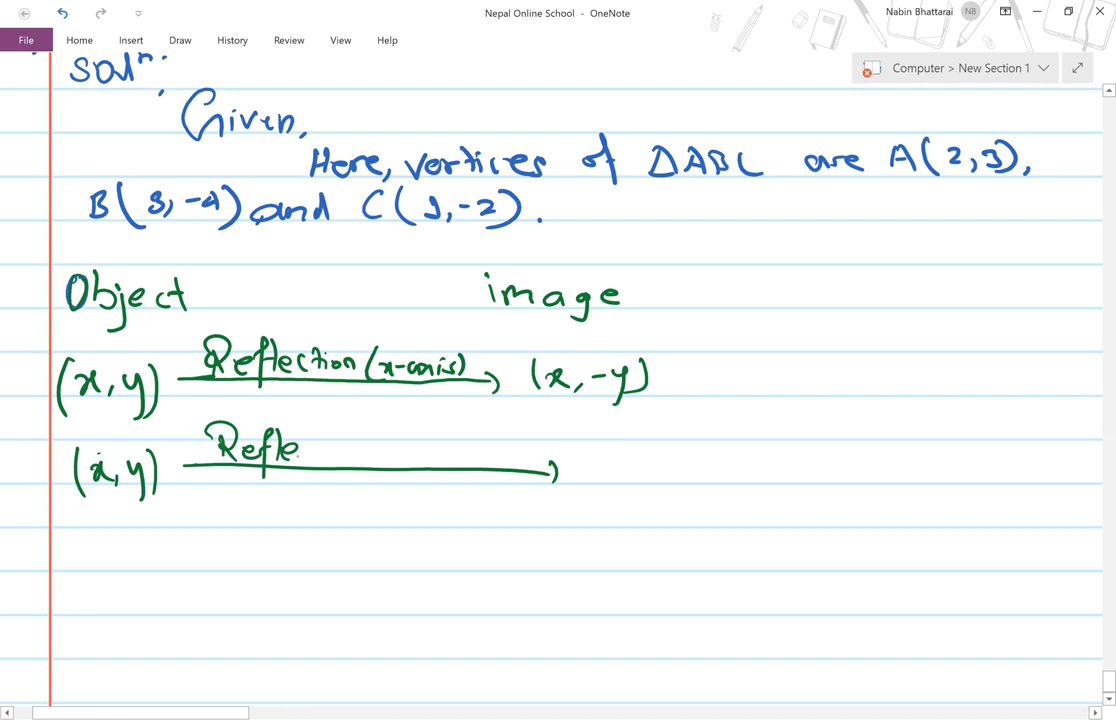 Nepal Online School - OneNote
Nabin Bhattarai NB
File Home Insert Draw History Review View Help
Computer > New Section 1
Solⁿ:
Given,
Here, vertices of ΔABC are A(2,3),
B(3,-4) and C(1,-2).
Object image
(x,y) Reflection (x-axis) (x,-y)
(x,y) Refle